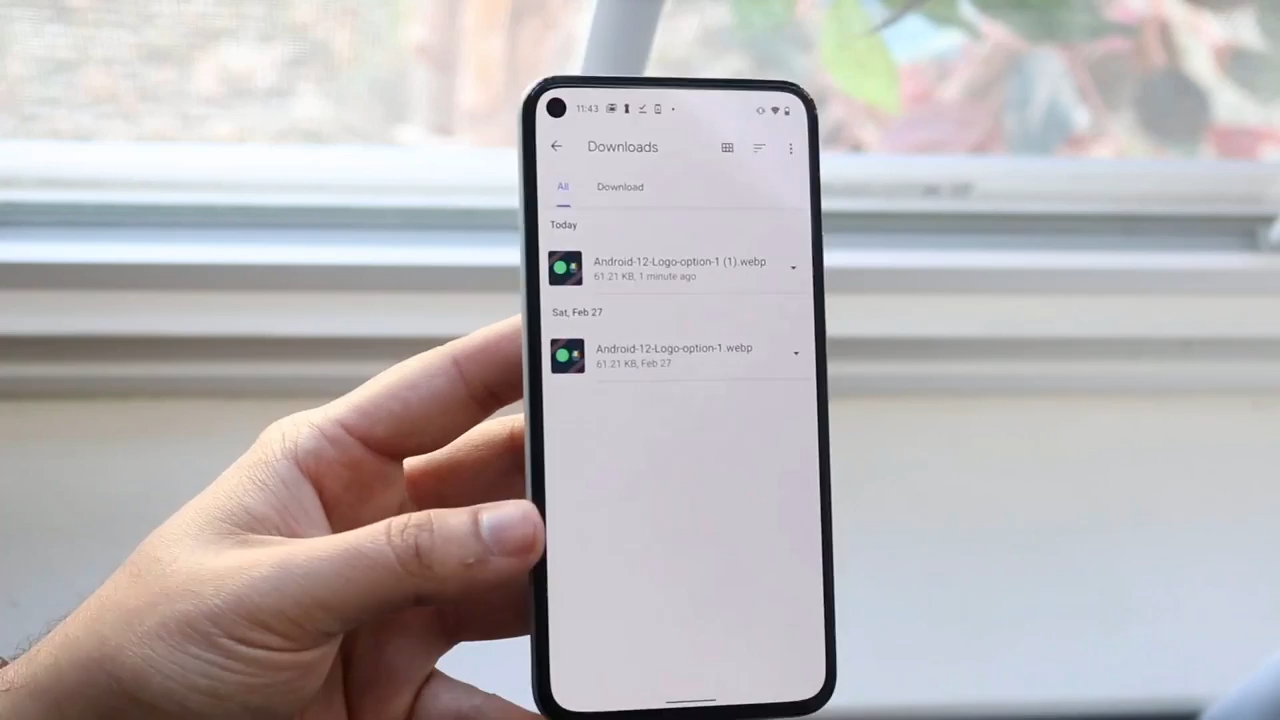 11:43
Downloads
All Download
Today
Android-12-Logo-option-1 (1).webp
61.21 KB, 1 minute ago
Sat, Feb 27
Android-12-Logo-option-1.webp
61.21 KB, Feb 27